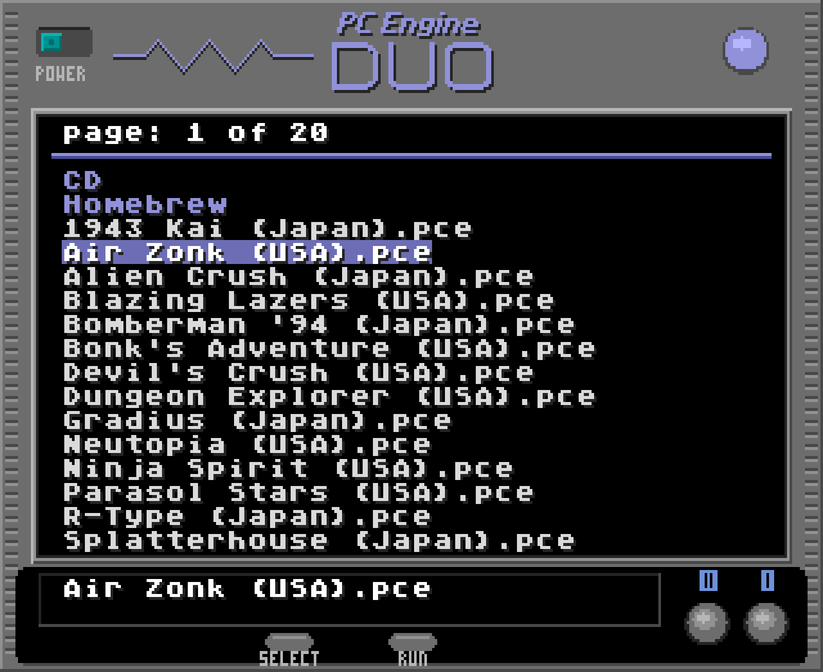 PC Engine
DUO
POWER
page: 1 of 20
CD
Homebrew
1943 Kai (Japan).pce
Air Zonk (USA).pce
Alien Crush (Japan).pce
Blazing Lazers (USA).pce
Bomberman '94 (Japan).pce
Bonk's Adventure (USA).pce
Devil's Crush (USA).pce
Dungeon Explorer (USA).pce
Gradius (Japan).pce
Neutopia (USA).pce
Ninja Spirit (USA).pce
Parasol Stars (USA).pce
R-Type (Japan).pce
Splatterhouse (Japan).pce
Air Zonk (USA).pce
II I
SELECT RUN